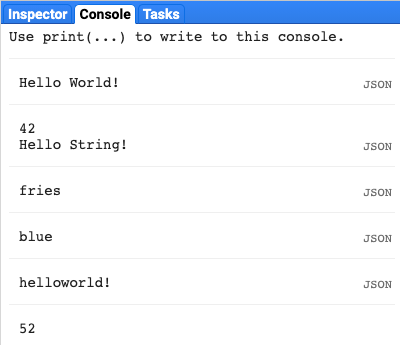 Inspector Console Tasks
Use print(...) to write to this console.
Hello World! JSON
42
Hello String! JSON
fries JSON
blue JSON
helloworld! JSON
52